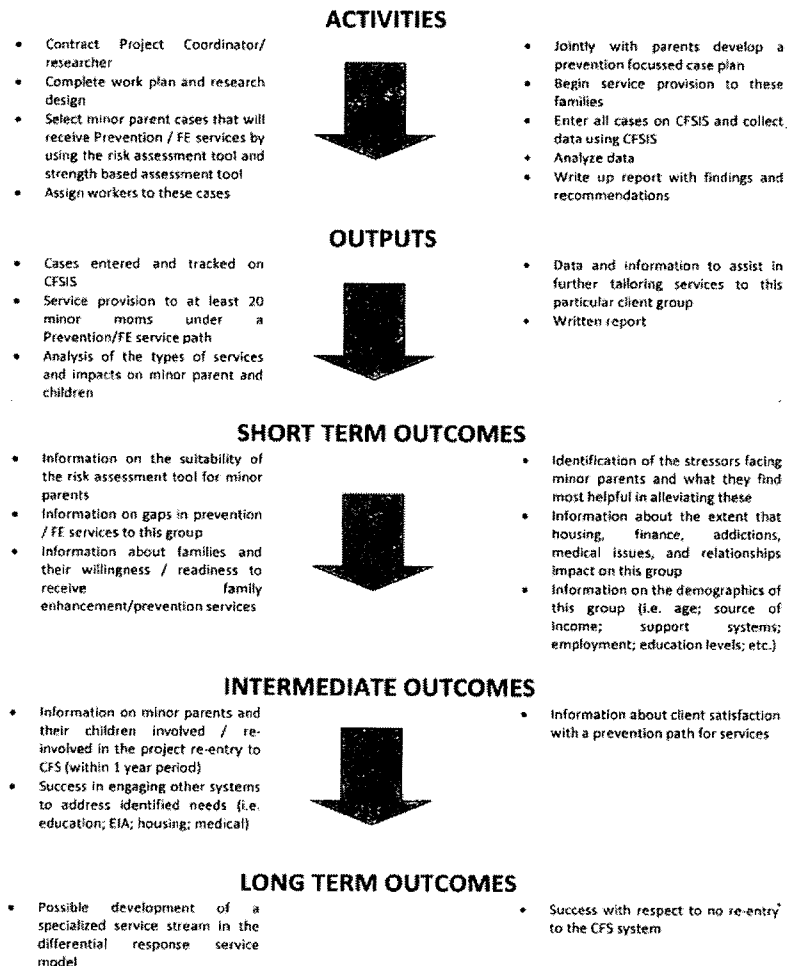 ACTIVITIES
• Contract Project Coordinator/
researcher
• Complete work plan and research
design
• Select minor parent cases that will
receive Prevention / FE services by
using the risk assessment tool and
strength based assessment tool
• Assign workers to these cases
• Jointly with parents develop a
prevention focussed case plan
• Begin service provision to these
families
• Enter all cases on CFSIS and collect
data using CFSIS
• Analyze data
• Write up report with findings and
recommendations
OUTPUTS
• Cases entered and tracked on
CFSIS
• Service provision to at least 20
minor moms under a
Prevention/FE service path
• Analysis of the types of services
and impacts on minor parent and
children
• Data and information to assist in
further tailoring services to this
particular client group
• Written report
SHORT TERM OUTCOMES
• Information on the suitability of
the risk assessment tool for minor
parents
• Information on gaps in prevention
/ FE services to this group
• Information about families and
their willingness / readiness to
receive family
enhancement/prevention services
• Identification of the stressors facing
minor parents and what they find
most helpful in alleviating these
• Information about the extent that
housing, finance, addictions,
medical issues, and relationships
impact on this group
• Information on the demographics of
this group (i.e. age; source of
income; support systems;
employment; education levels; etc.)
INTERMEDIATE OUTCOMES
• Information on minor parents and
their children involved / re-
involved in the project re-entry to
CFS (within 1 year period)
• Success in engaging other systems
to address identified needs (i.e.
education; EIA; housing; medical)
• Information about client satisfaction
with a prevention path for services
LONG TERM OUTCOMES
• Possible development of a
specialized service stream in the
differential response service
model
• Success with respect to no re-entry
to the CFS system